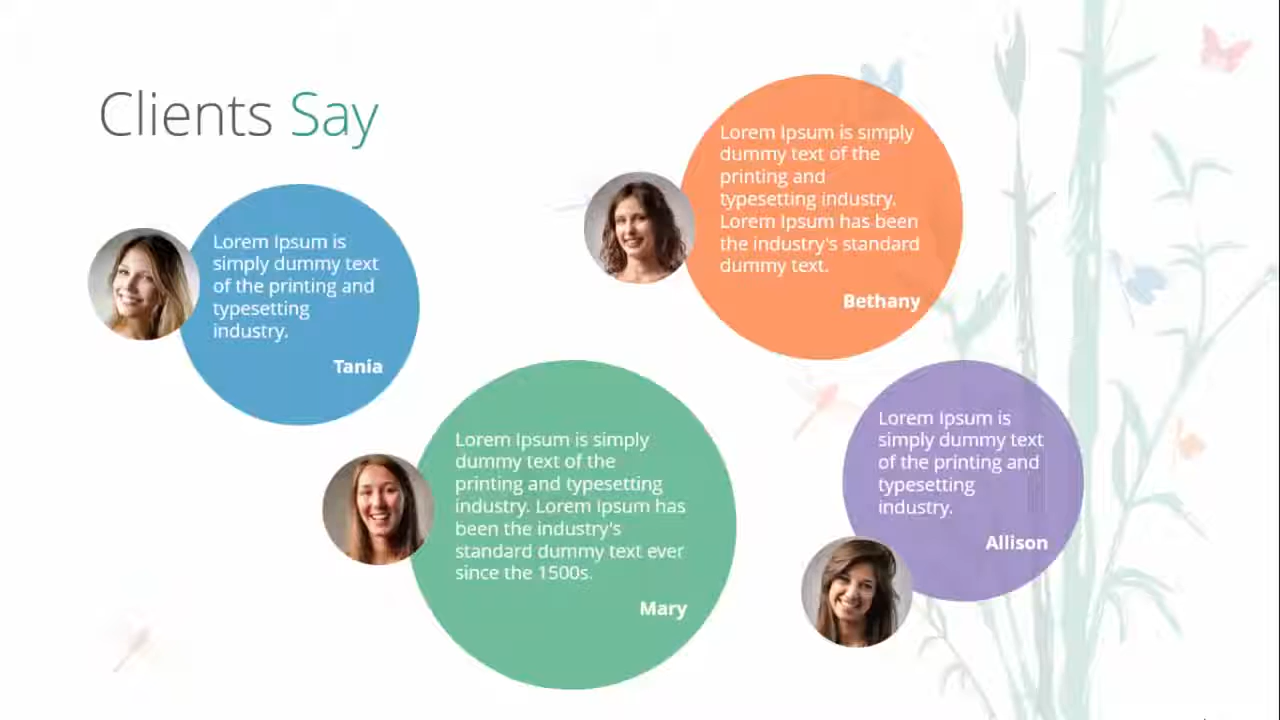 Clients Say
Lorem Ipsum is
simply dummy text
of the printing and
typesetting
industry.
Tania
Lorem Ipsum is simply
dummy text of the
printing and
typesetting industry.
Lorem Ipsum has been
the industry's standard
dummy text.
Bethany
Lorem Ipsum is simply
dummy text of the
printing and typesetting
industry. Lorem Ipsum has
been the industry's
standard dummy text ever
since the 1500s.
Mary
Lorem Ipsum is
simply dummy text
of the printing and
typesetting
industry.
Allison